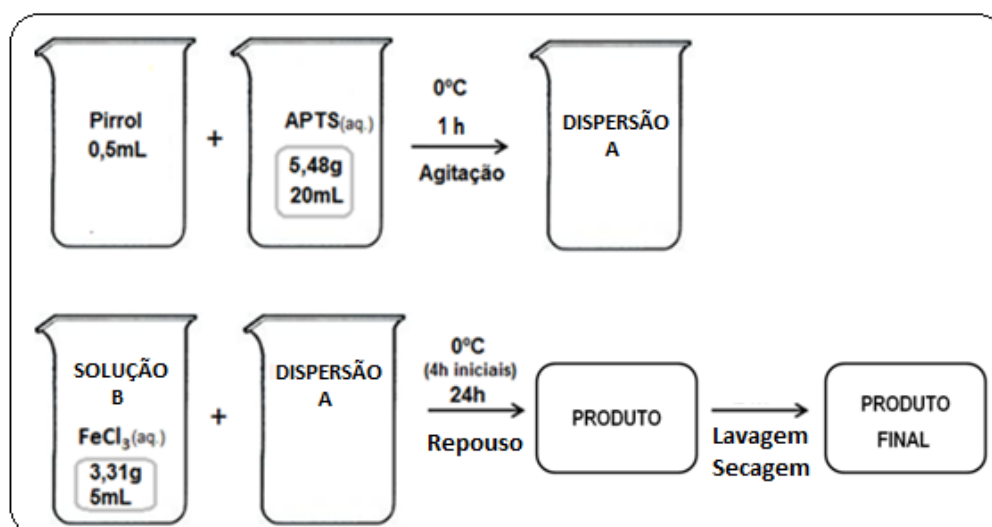 Pirrol
0,5mL
+
APTS(aq.)
5,48g
20mL
0ºC
1 h
Agitação
DISPERSÃO
A
SOLUÇÃO
B
FeCl₃(aq.)
3,31g
5mL
+
DISPERSÃO
A
0ºC
(4h iniciais)
24h
Repouso
PRODUTO
Lavagem
Secagem
PRODUTO
FINAL